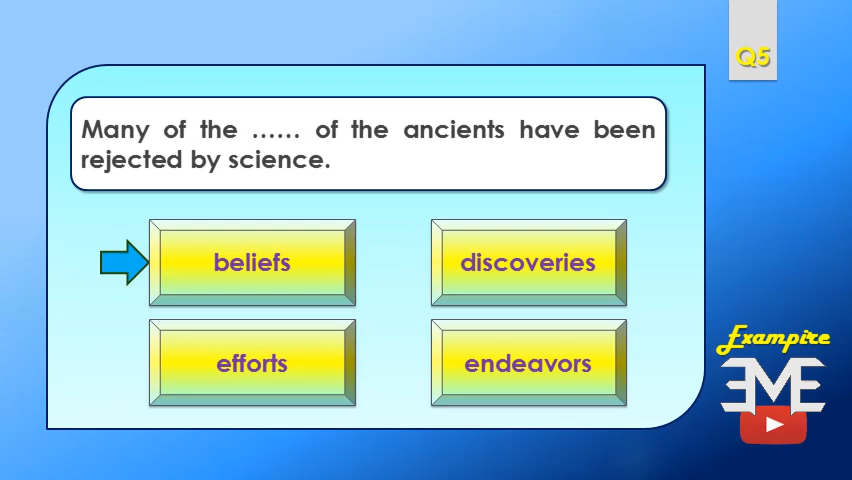 Q5
Many of the …… of the ancients have been
rejected by science.
beliefs
discoveries
efforts
endeavors
Exampire
EME